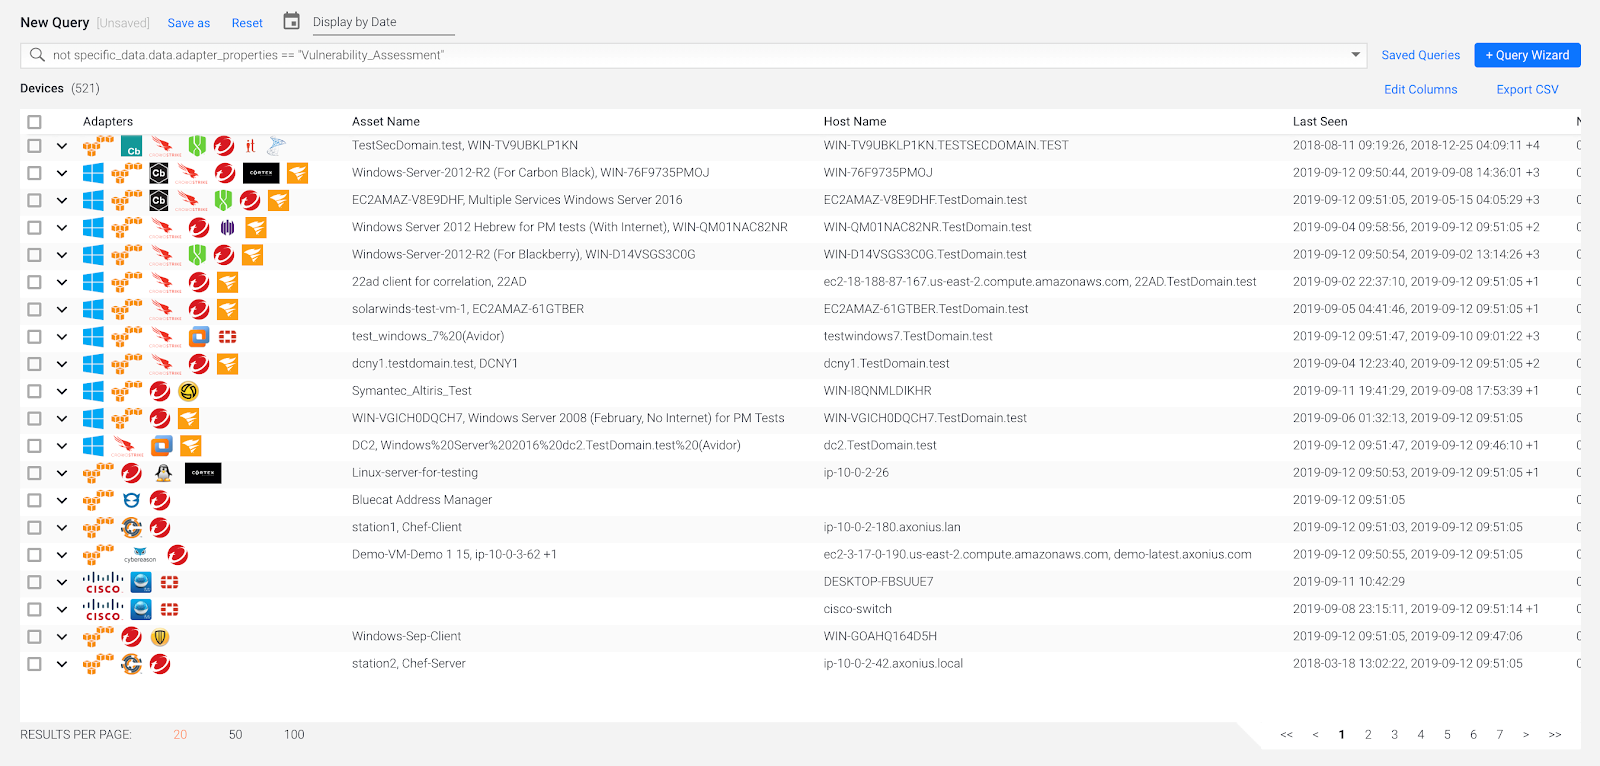 New Query [Unsaved] Save as Reset Display by Date
not specific_data.data.adapter_properties == "Vulnerability_Assessment" Saved Queries + Query Wizard
Devices (521) Edit Columns Export CSV
Adapters Asset Name Host Name Last Seen
Cb CROWDSTRIKE it TestSecDomain.test, WIN-TV9UBKLP1KN WIN-TV9UBKLP1KN.TESTSECDOMAIN.TEST 2018-08-11 09:19:26, 2018-12-25 04:09:11 +4
Cb CROWDSTRIKE CORTEX Windows-Server-2012-R2 (For Carbon Black), WIN-76F9735PMOJ WIN-76F9735PMOJ 2019-09-12 09:50:44, 2019-09-08 14:36:01 +3
Cb CROWDSTRIKE EC2AMAZ-V8E9DHF, Multiple Services Windows Server 2016 EC2AMAZ-V8E9DHF.TestDomain.test 2019-09-12 09:51:05, 2019-05-15 04:05:29 +3
CROWDSTRIKE Windows Server 2012 Hebrew for PM tests (With Internet), WIN-QM01NAC82NR WIN-QM01NAC82NR.TestDomain.test 2019-09-04 09:58:56, 2019-09-12 09:51:05 +2
CROWDSTRIKE Windows-Server-2012-R2 (For Blackberry), WIN-D14VSGS3C0G WIN-D14VSGS3C0G.TestDomain.test 2019-09-12 09:50:54, 2019-09-02 13:14:26 +3
CROWDSTRIKE 22ad client for correlation, 22AD ec2-18-188-87-167.us-east-2.compute.amazonaws.com, 22AD.TestDomain.test 2019-09-02 22:37:10, 2019-09-12 09:51:05 +1
CROWDSTRIKE solarwinds-test-vm-1, EC2AMAZ-61GTBER EC2AMAZ-61GTBER.TestDomain.test 2019-09-05 04:41:46, 2019-09-12 09:51:05 +1
CROWDSTRIKE test_windows_7%20(Avidor) testwindows7.TestDomain.test 2019-09-12 09:51:47, 2019-09-10 09:01:22 +3
CROWDSTRIKE dcny1.testdomain.test, DCNY1 dcny1.TestDomain.test 2019-09-04 12:23:40, 2019-09-12 09:51:05 +2
Symantec_Altiris_Test WIN-I8QNMLDIKHR 2019-09-11 19:41:29, 2019-09-08 17:53:39 +1
WIN-VGICH0DQCH7, Windows Server 2008 (February, No Internet) for PM Tests WIN-VGICH0DQCH7.TestDomain.test 2019-09-06 01:32:13, 2019-09-12 09:51:05
CROWDSTRIKE DC2, Windows%20Server%202016%20dc2.TestDomain.test%20(Avidor) dc2.TestDomain.test 2019-09-12 09:51:47, 2019-09-12 09:46:10 +1
CORTEX Linux-server-for-testing ip-10-0-2-26 2019-09-12 09:50:53, 2019-09-12 09:51:05 +1
Bluecat Address Manager 2019-09-12 09:51:05
station1, Chef-Client ip-10-0-2-180.axonius.lan 2019-09-12 09:51:03, 2019-09-12 09:51:05
cybereason Demo-VM-Demo 1 15, ip-10-0-3-62 +1 ec2-3-17-0-190.us-east-2.compute.amazonaws.com, demo-latest.axonius.com 2019-09-12 09:50:55, 2019-09-12 09:51:05
CISCO DESKTOP-FBSUUE7 2019-09-11 10:42:29
CISCO cisco-switch 2019-09-08 23:15:11, 2019-09-12 09:51:14 +1
Windows-Sep-Client WIN-GOAHQ164D5H 2019-09-12 09:51:05, 2019-09-12 09:47:06
station2, Chef-Server ip-10-0-2-42.axonius.local 2018-03-18 13:02:22, 2019-09-12 09:51:05
RESULTS PER PAGE: 20 50 100 << < 1 2 3 4 5 6 7 > >>